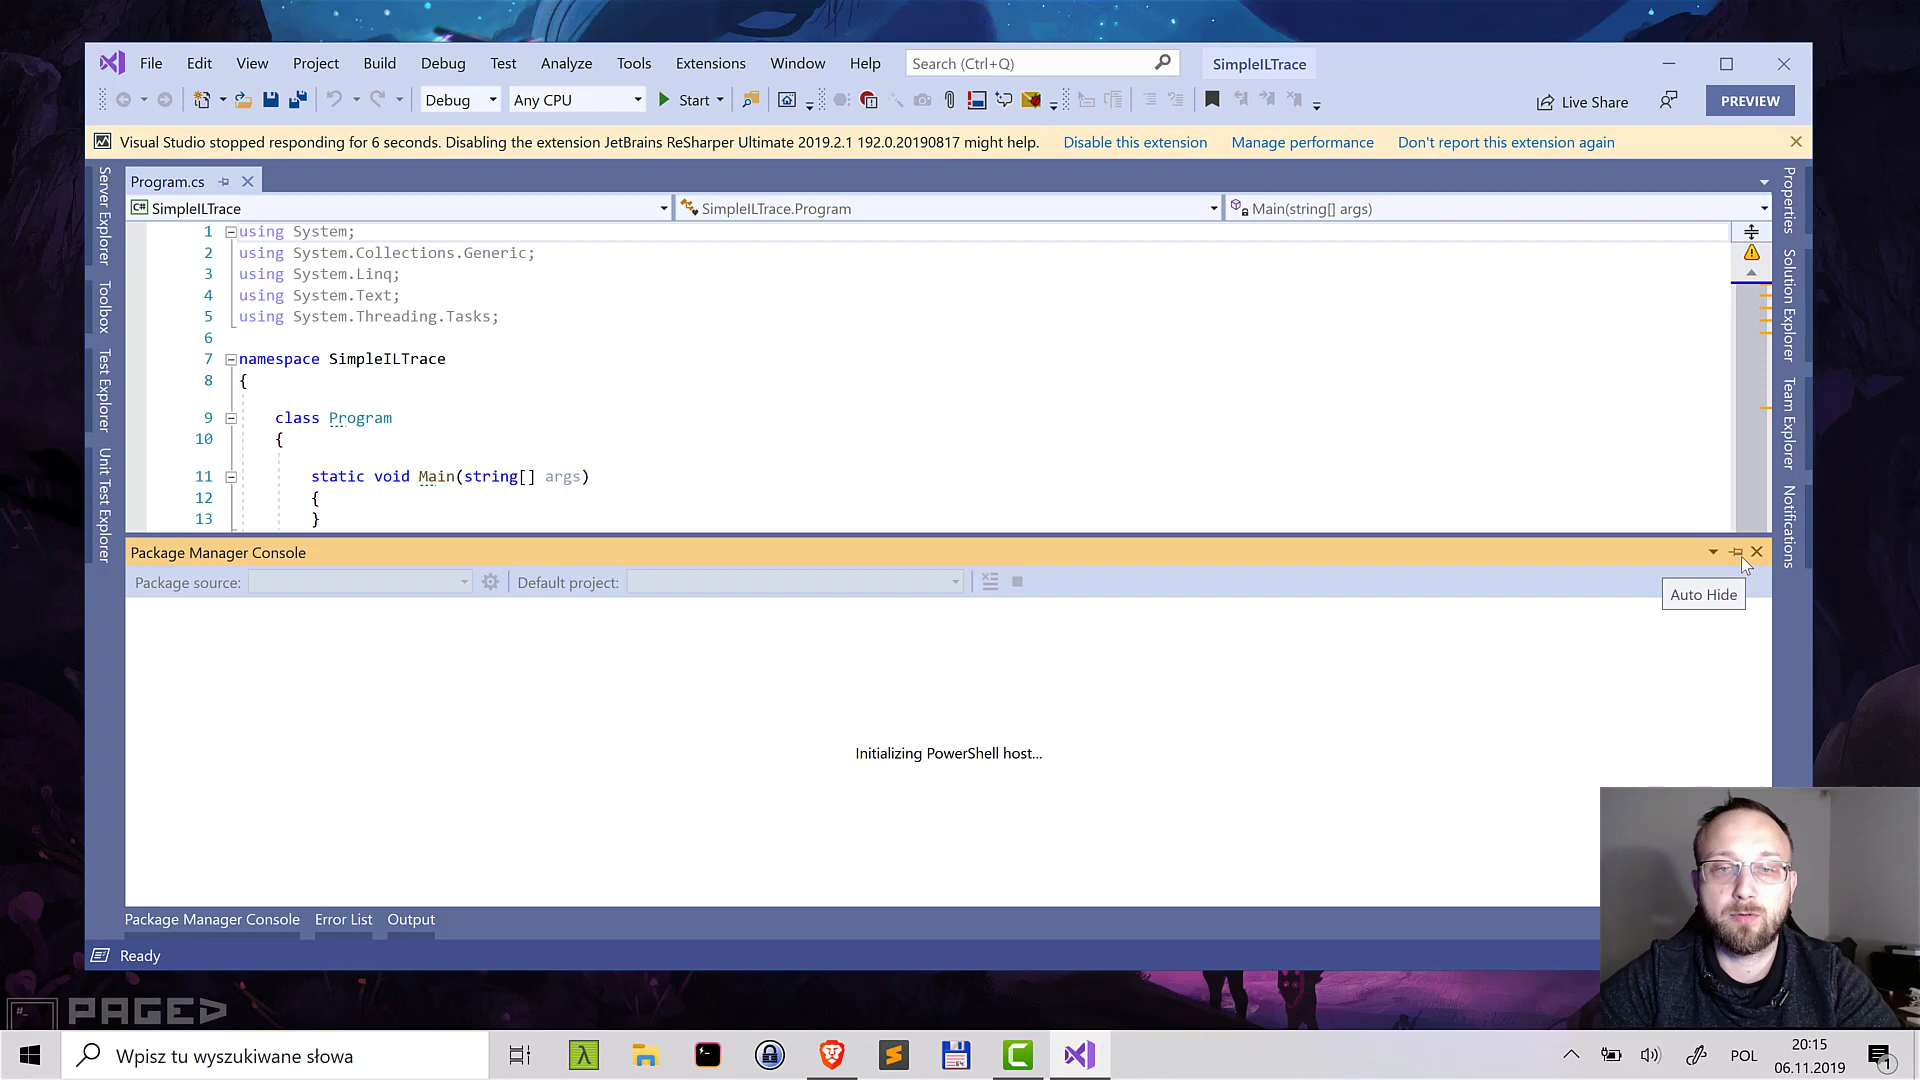 File Edit View Project Build Debug Test Analyze Tools Extensions Window Help Search (Ctrl+Q) SimpleILTrace
Debug Any CPU Start Live Share PREVIEW
Visual Studio stopped responding for 6 seconds. Disabling the extension JetBrains ReSharper Ultimate 2019.2.1 192.0.20190817 might help. Disable this extension Manage performance Don't report this extension again
Server Explorer
Toolbox
Test Explorer
Unit Test Explorer
Program.cs
C# SimpleILTrace SimpleILTrace.Program Main(string[] args)
1 using System;
2 using System.Collections.Generic;
3 using System.Linq;
4 using System.Text;
5 using System.Threading.Tasks;
6
7 namespace SimpleILTrace
8 {
9 class Program
10 {
11 static void Main(string[] args)
12 {
13 }
Properties
Solution Explorer
Team Explorer
Notifications
Package Manager Console
Package source: Default project:
Auto Hide
Initializing PowerShell host...
Package Manager Console Error List Output
Ready
PAGED
Wpisz tu wyszukiwane słowa
POL
20:15
06.11.2019
1